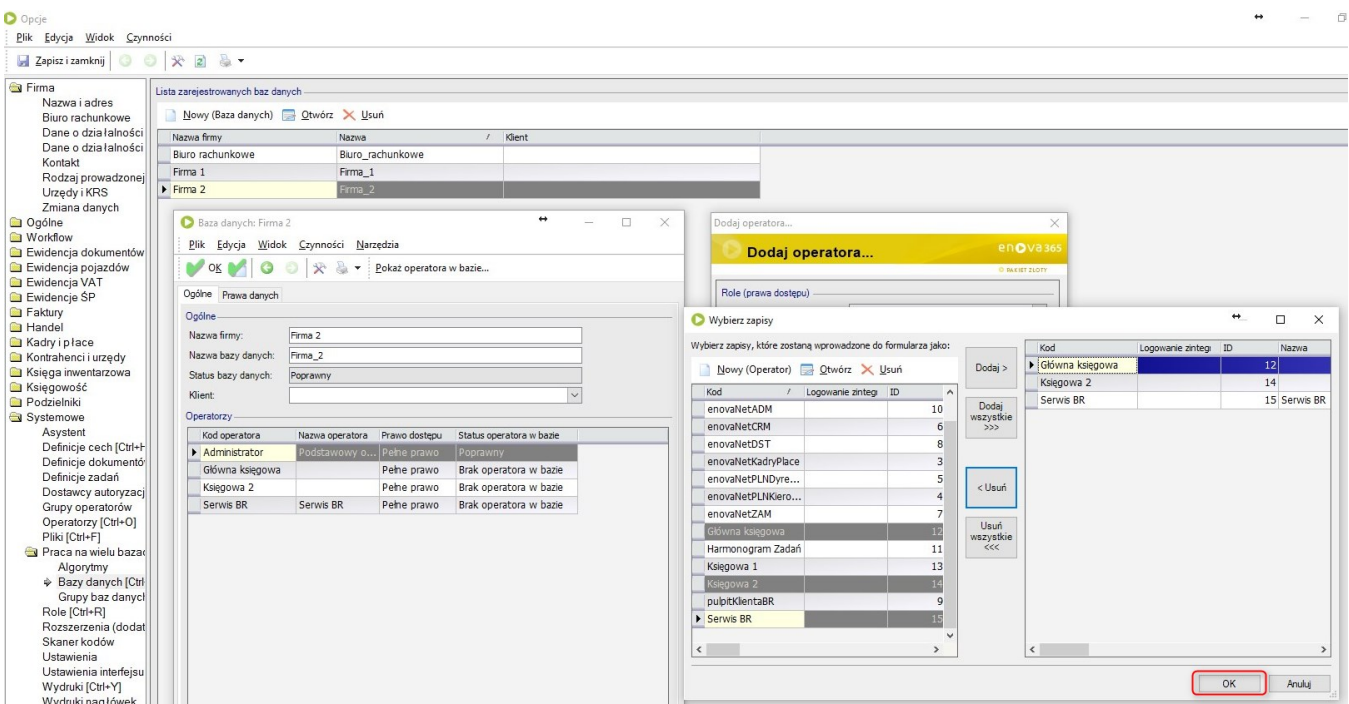 Opcje
Plik Edycja Widok Czynności
Zapisz i zamknij
Firma
Nazwa i adres
Biuro rachunkowe
Dane o działalności
Dane o działalności
Kontakt
Rodzaj prowadzonej
Urzędy i KRS
Zmiana danych
Ogólne
Workflow
Ewidencja dokumentów
Ewidencja pojazdów
Ewidencja VAT
Ewidencje ŚP
Faktury
Handel
Kadry i płace
Kontrahenci i urzędy
Księga inwentarzowa
Księgowość
Podzielniki
Systemowe
Asystent
Definicje cech [Ctrl+H
Definicje dokumentó
Definicje zadań
Dostawcy autoryzacj
Grupy operatorów
Operatorzy [Ctrl+O]
Pliki [Ctrl+F]
Praca na wielu bazac
Algorytmy
Bazy danych [Ctrl
Grupy baz danych
Role [Ctrl+R]
Rozszerzenia (dodat
Skaner kodów
Ustawienia
Ustawienia interfejsu
Wydruki [Ctrl+Y]
Wydruki nagłówek
Lista zarejestrowanych baz danych
Nowy (Baza danych) Otwórz Usuń
Nazwa firmy Nazwa / Klient
Biuro rachunkowe Biuro_rachunkowe
Firma 1 Firma_1
Firma 2 Firma_2
Baza danych: Firma 2
Plik Edycja Widok Czynności Narzędzia
OK Pokaż operatora w bazie...
Ogólne Prawa danych
Ogólne
Nazwa firmy: Firma 2
Nazwa bazy danych: Firma_2
Status bazy danych: Poprawny
Klient:
Operatorzy
Kod operatora Nazwa operatora Prawo dostępu Status operatora w bazie
Administrator Podstawowy o... Pełne prawo Poprawny
Główna księgowa Pełne prawo Brak operatora w bazie
Księgowa 2 Pełne prawo Brak operatora w bazie
Serwis BR Serwis BR Pełne prawo Brak operatora w bazie
Dodaj operatora...
Dodaj operatora...
enova365
PAKIET ZŁOTY
Role (prawa dostępu)
Wybierz zapisy
Wybierz zapisy, które zostaną wprowadzone do formularza jako:
Nowy (Operator) Otwórz Usuń
Kod / Logowanie zintegr ID
enovaNetADM 10
enovaNetCRM 6
enovaNetDST 8
enovaNetKadryPlace 3
enovaNetPLNDyre... 5
enovaNetPLNKiero... 4
enovaNetZAM 7
Główna księgowa 12
Harmonogram Zadań 11
Księgowa 1 13
Księgowa 2 14
pulpitKlientaBR 9
Serwis BR 15
Dodaj >
Dodaj
wszystkie
>>>
< Usuń
Usuń
wszystkie
<<<
Kod Logowanie zintegr ID Nazwa
Główna księgowa 12
Księgowa 2 14
Serwis BR 15 Serwis BR
OK Anuluj